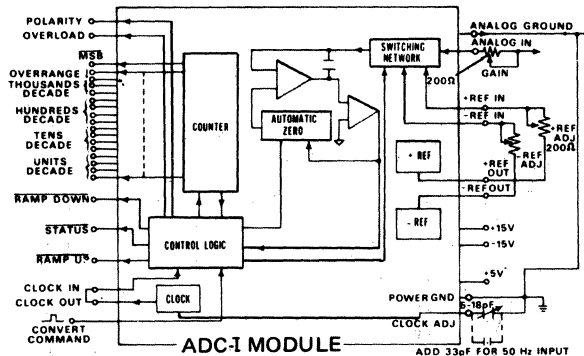 POLARITY
OVERLOAD
MSB
OVERRANGE
THOUSANDS
DECADE
HUNDREDS
DECADE
TENS
DECADE
UNITS
DECADE
RAMP DOWN
STATUS
RAMP UP
CLOCK IN
CLOCK OUT
CONVERT
COMMAND
COUNTER
CONTROL LOGIC
CLOCK
AUTOMATIC
ZERO
SWITCHING
NETWORK
+ REF
- REF
ADC-I MODULE
ANALOG GROUND
ANALOG IN
200Ω
GAIN
+REF IN
-REF IN
+REF
ADJ
200Ω
-REF
ADJ
+REF
OUT
-REFOUT
+15V
-15V
+5V
POWER GND
6-18pF
CLOCK ADJ
ADD 33pF FOR 50 Hz INPUT